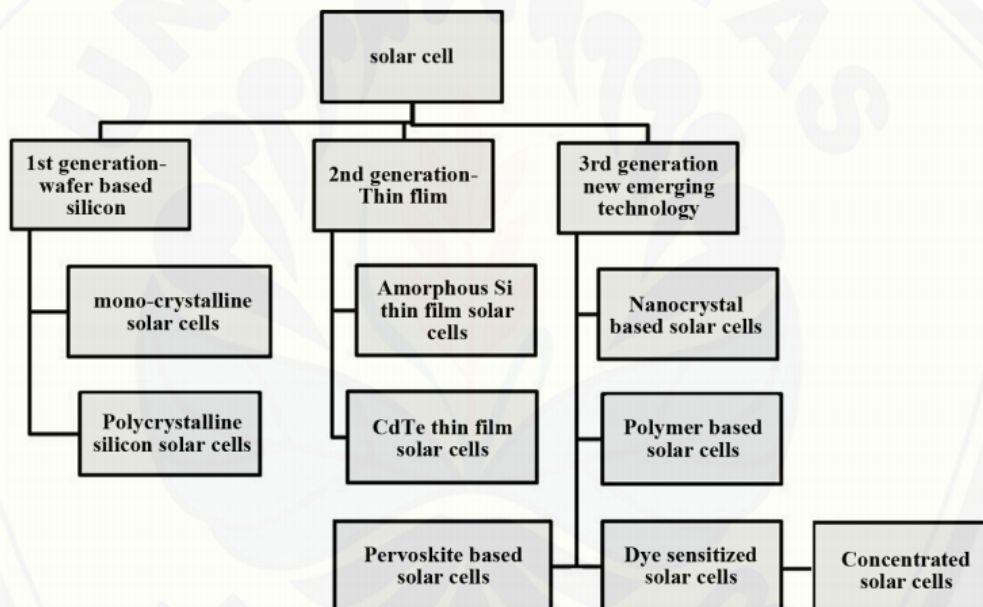 solar cell
1st generation-
wafer based
silicon
2nd generation-
Thin flim
3rd generation
new emerging
technology
mono-crystalline
solar cells
Amorphous Si
thin film solar
cells
Nanocrystal
based solar cells
Polycrystalline
silicon solar cells
CdTe thin film
solar cells
Polymer based
solar cells
Pervoskite based
solar cells
Dye sensitized
solar cells
Concentrated
solar cells